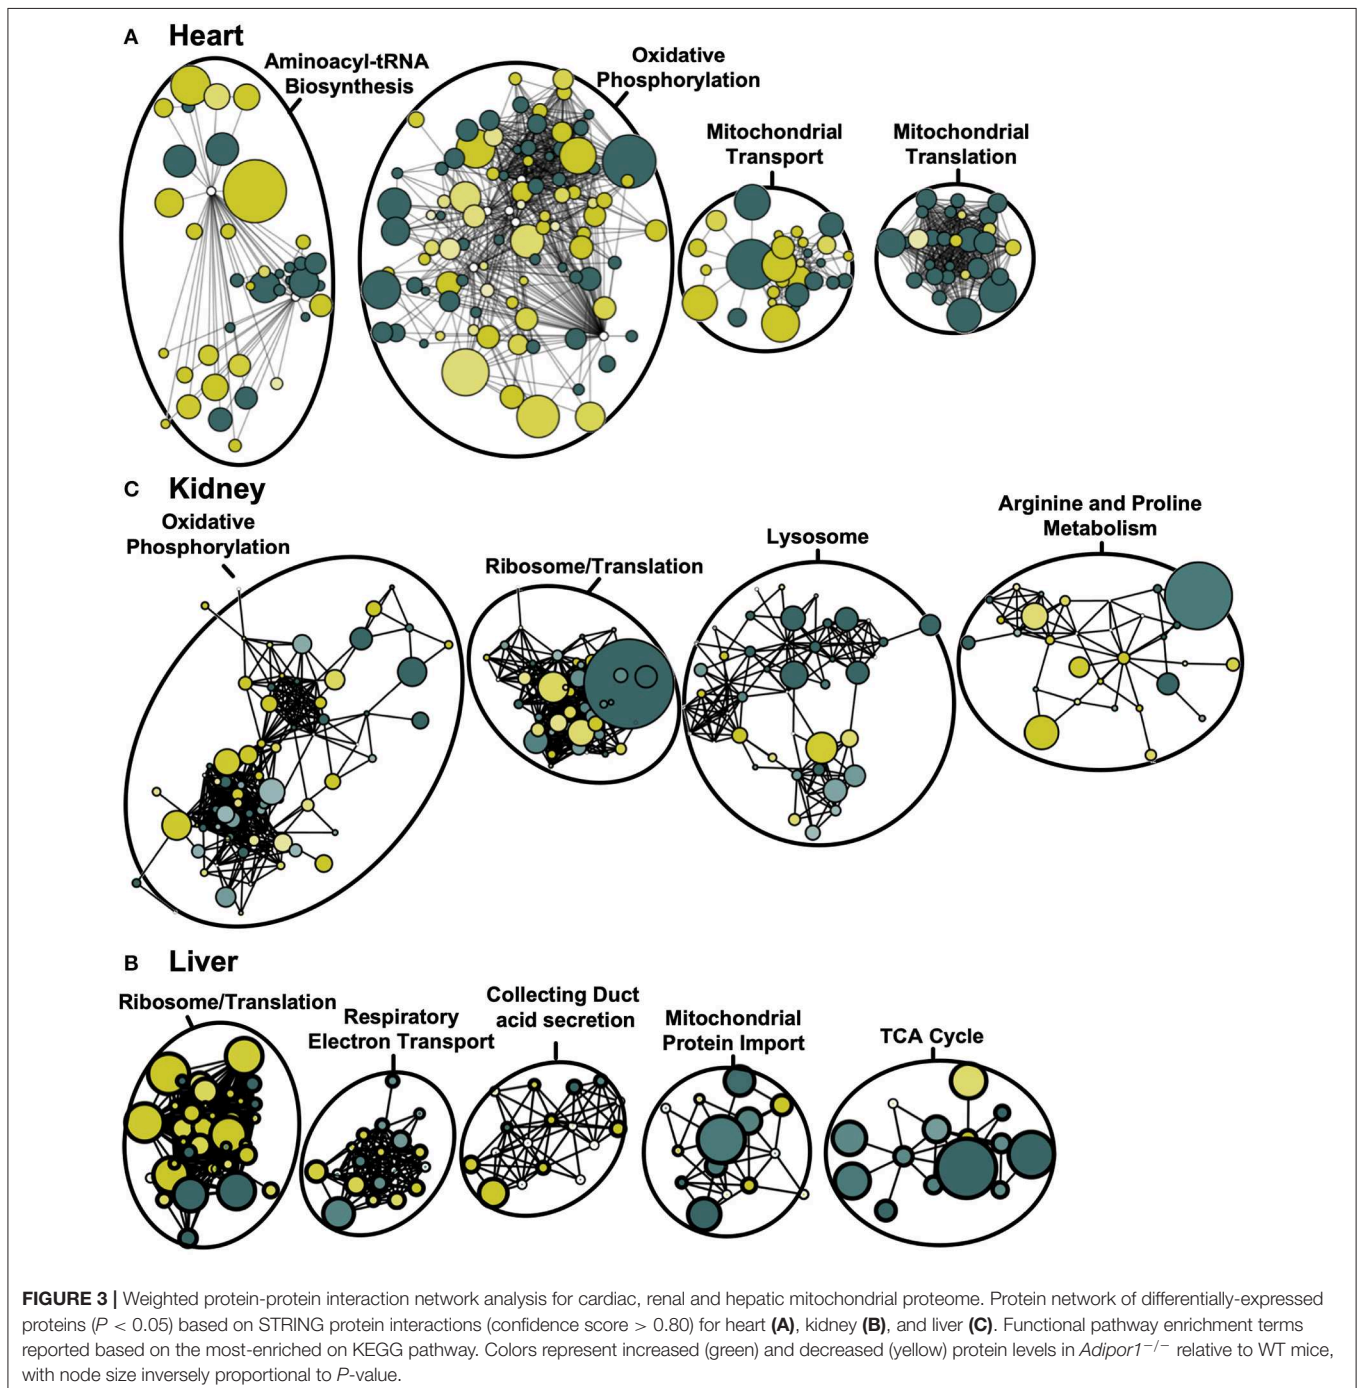 A Heart
Aminoacyl-tRNA
Biosynthesis
Oxidative
Phosphorylation
Mitochondrial
Transport
Mitochondrial
Translation
C Kidney
Oxidative
Phosphorylation
Ribosome/Translation
Lysosome
Arginine and Proline
Metabolism
B Liver
Ribosome/Translation
Respiratory
Electron Transport
Collecting Duct
acid secretion
Mitochondrial
Protein Import
TCA Cycle
FIGURE 3 | Weighted protein-protein interaction network analysis for cardiac, renal and hepatic mitochondrial proteome. Protein network of differentially-expressed
proteins (P < 0.05) based on STRING protein interactions (confidence score > 0.80) for heart (A), kidney (B), and liver (C). Functional pathway enrichment terms
reported based on the most-enriched on KEGG pathway. Colors represent increased (green) and decreased (yellow) protein levels in Adipor1−/− relative to WT mice,
with node size inversely proportional to P-value.